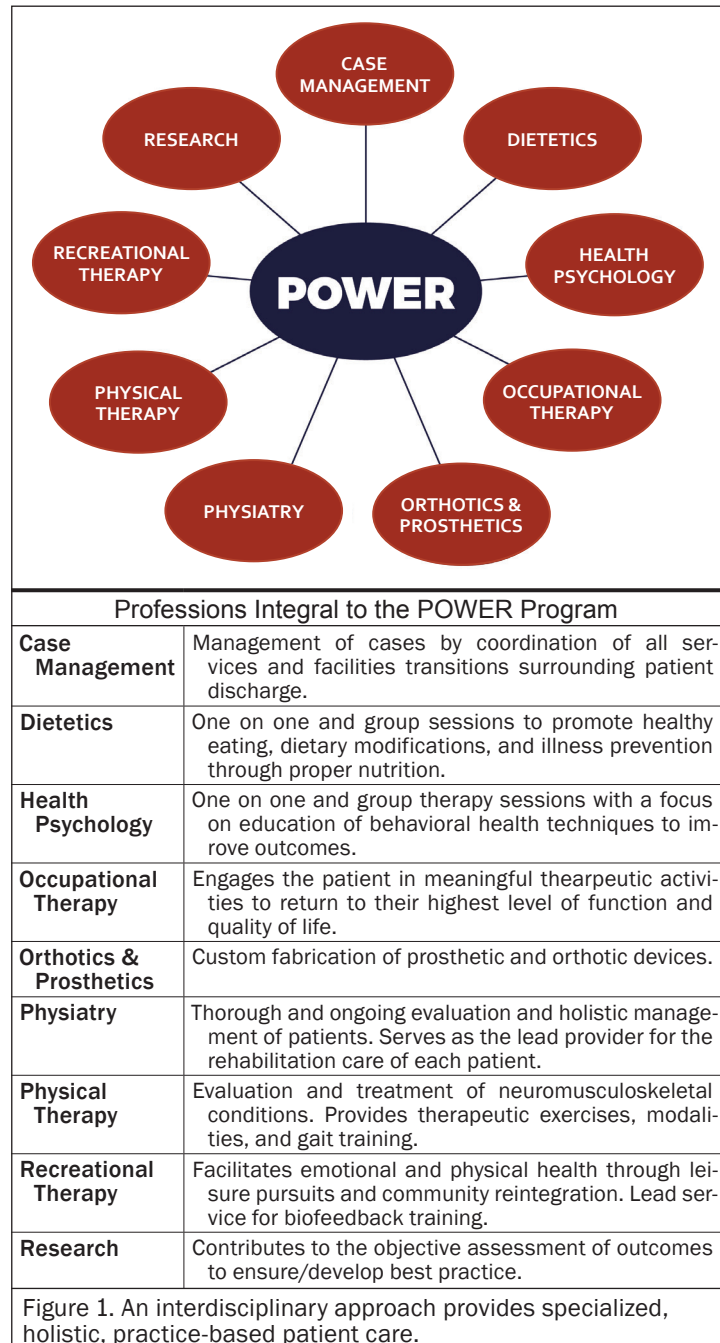 CASE
MANAGEMENT
RESEARCH
DIETETICS
RECREATIONAL
THERAPY
HEALTH
PSYCHOLOGY
POWER
PHYSICAL
THERAPY
OCCUPATIONAL
THERAPY
PHYSIATRY
ORTHOTICS &
PROSTHETICS
Professions Integral to the POWER Program
Case
Management
Management of cases by coordination of all ser-
vices and facilities transitions surrounding patient
discharge.
Dietetics
One on one and group sessions to promote healthy
eating, dietary modifications, and illness prevention
through proper nutrition.
Health
Psychology
One on one and group therapy sessions with a focus
on education of behavioral health techniques to im-
rove outcomes.
Occupational
Therapy
Engages the patient in meaningful thearpeutic activi-
ties to return to their highest level of function and
quality of life.
Orthotics &
Prosthetics
Custom fabrication of prosthetic and orthotic devices.
Physiatry
Thorough and ongoing evaluation and holistic manage-
ment of patients. Serves as the lead provider for the
rehabilitation care of each patient.
Physical
Therapy
Evaluation and treatment of neuromusculoskeletal
conditions. Provides therapeutic exercises, modali-
ties, and gait training.
Recreational
Therapy
Facilitates emotional and physical health through lei-
sure pursuits and community reintegration. Lead ser-
vice for biofeedback training.
Research
Contributes to the objective assessment of outcomes
to ensure/develop best practice.
Figure 1. An interdisciplinary approach provides specialized,
holistic, practice-based patient care.